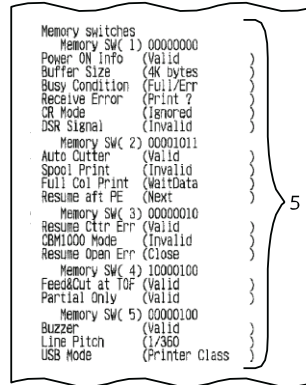 Memory switches
Memory SW( 1) 00000000
Power ON Info (Valid )
Buffer Size (4K bytes )
Busy Condition (Full/Err )
Receive Error (Print ? )
CR Mode (Ignored )
DSR Signal (Invalid )
Memory SW( 2) 00001011
Auto Cutter (Valid )
Spool Print (Invalid )
Full Col Print (WaitData )
Resume aft PE (Next )
Memory SW( 3) 00000010
Resume Cttr Err (Valid )
CBM1000 Mode (Invalid )
Resume Open Err (Close )
Memory SW( 4) 10000100
Feed&Cut at TOF (Valid )
Partial Only (Valid )
Memory SW( 5) 00000100
Buzzer (Valid )
Line Pitch (1/360 )
USB Mode (Printer Class )
5